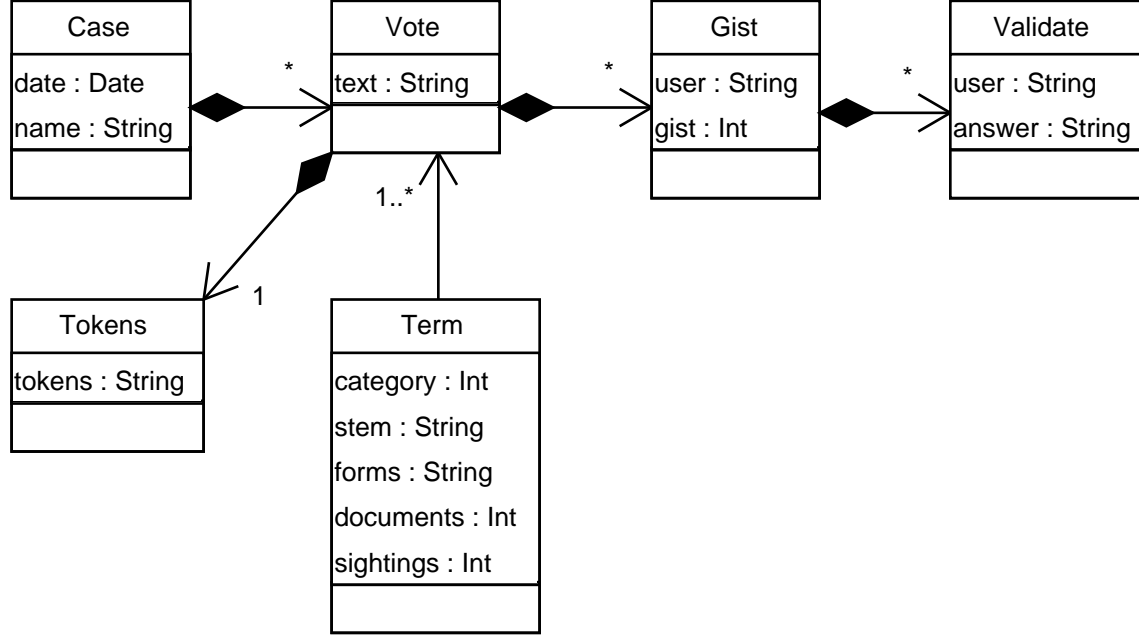 Case
date : Date
name : String
*
Vote
text : String
*
Gist
user : String
gist : Int
*
Validate
user : String
answer : String
1
1..*
Tokens
tokens : String
Term
category : Int
stem : String
forms : String
documents : Int
sightings : Int